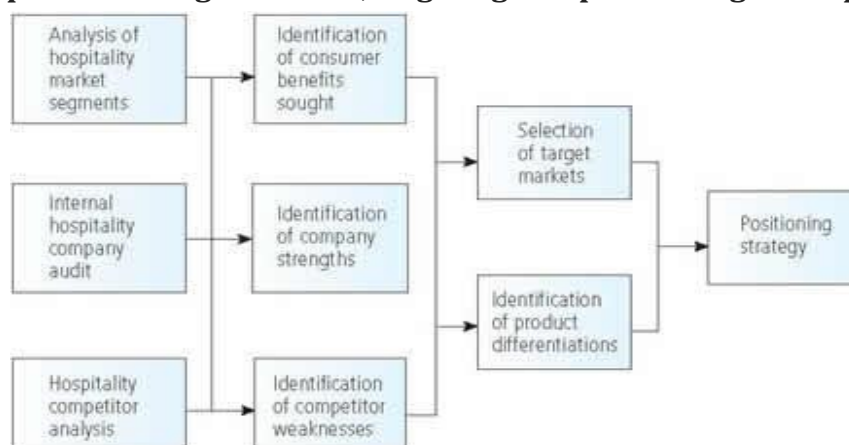 Analysis of
hospitality
market
segments
Identification
of consumer
benefits
sought
Selection
of target
markets
Internal
hospitality
company
audit
Identification
of company
strengths
Positioning
strategy
Identification
of product
differentiations
Hospitality
competitor
analysis
Identification
of competitor
weaknesses